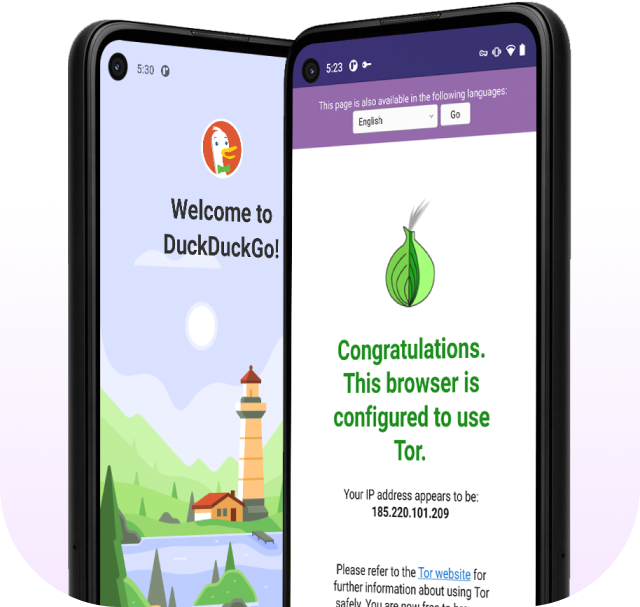 5:30
Welcome to
DuckDuckGo!
5:23
This page is also available in the following languages:
English
Go
Congratulations.
This browser is
configured to use
Tor.
Your IP address appears to be:
185.220.101.209
Please refer to the Tor website for
further information about using Tor
safely. You are now free to